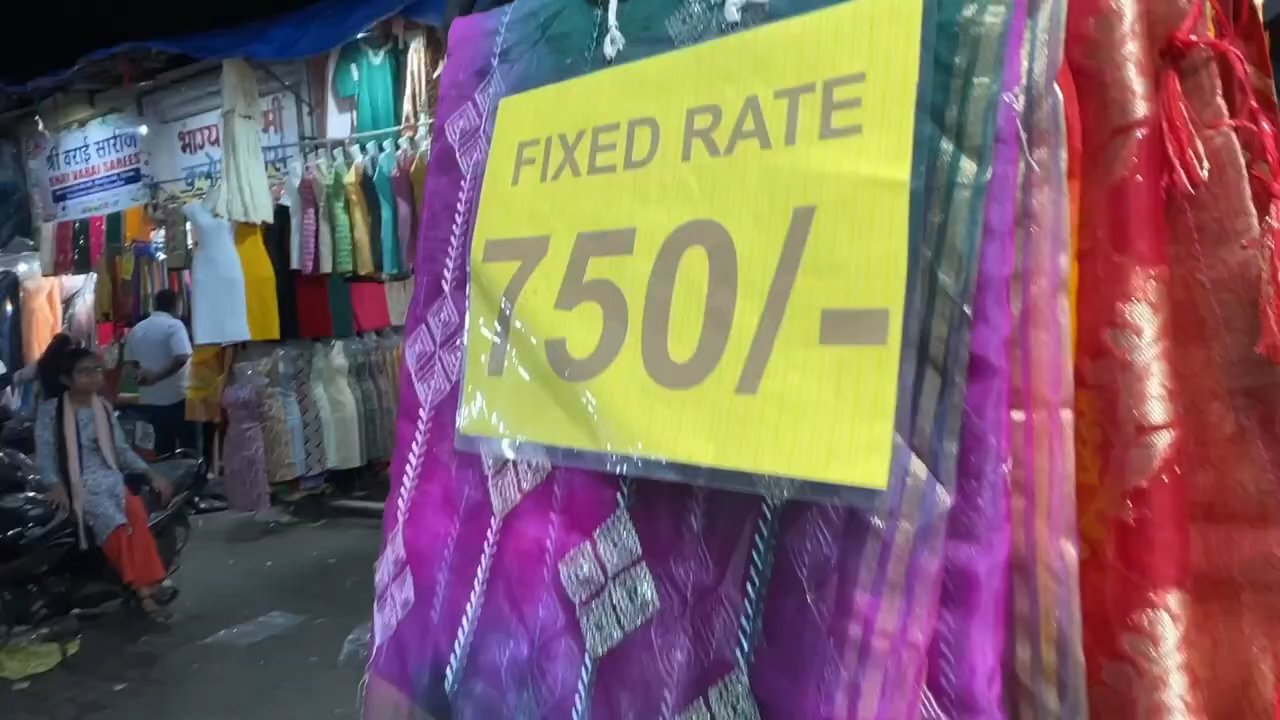 FIXED RATE
750/-
श्री वराई सारीज
SHRI VARAI SAREES
भाग्य